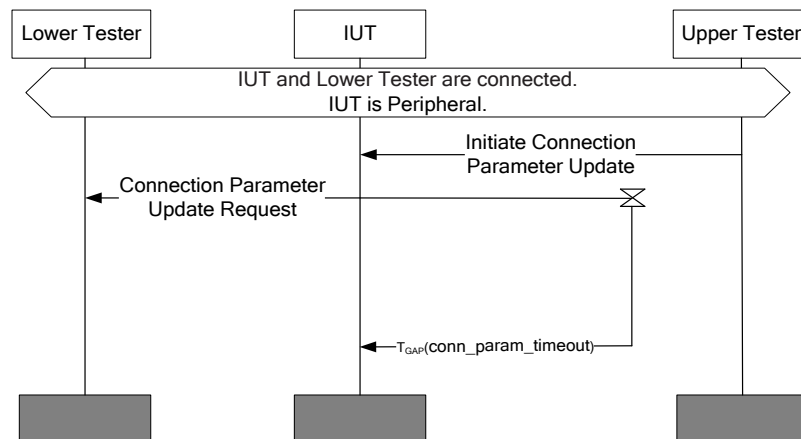 Lower Tester
IUT
Upper Tester
IUT and Lower Tester are connected.
IUT is Peripheral.
Initiate Connection
Parameter Update
Connection Parameter
Update Request
TGAP(conn_param_timeout)